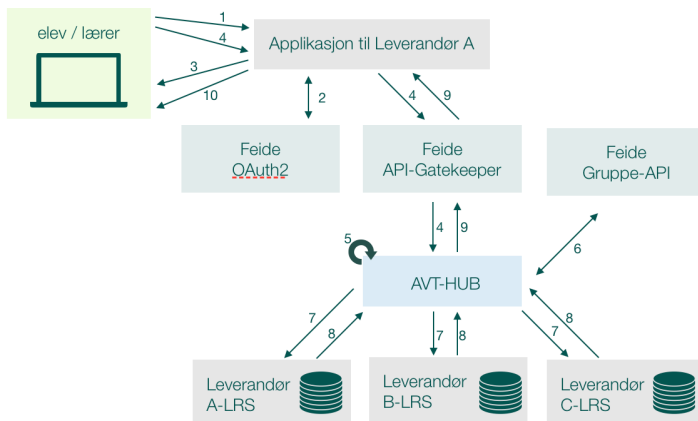 elev / lærer
1
4
3
10
Applikasjon til Leverandør A
2
4
9
Feide
OAuth2
Feide
API-Gatekeeper
Feide
Gruppe-API
4
9
5
6
AVT-HUB
7
8
7
8
7
8
Leverandør
A-LRS
Leverandør
B-LRS
Leverandør
C-LRS